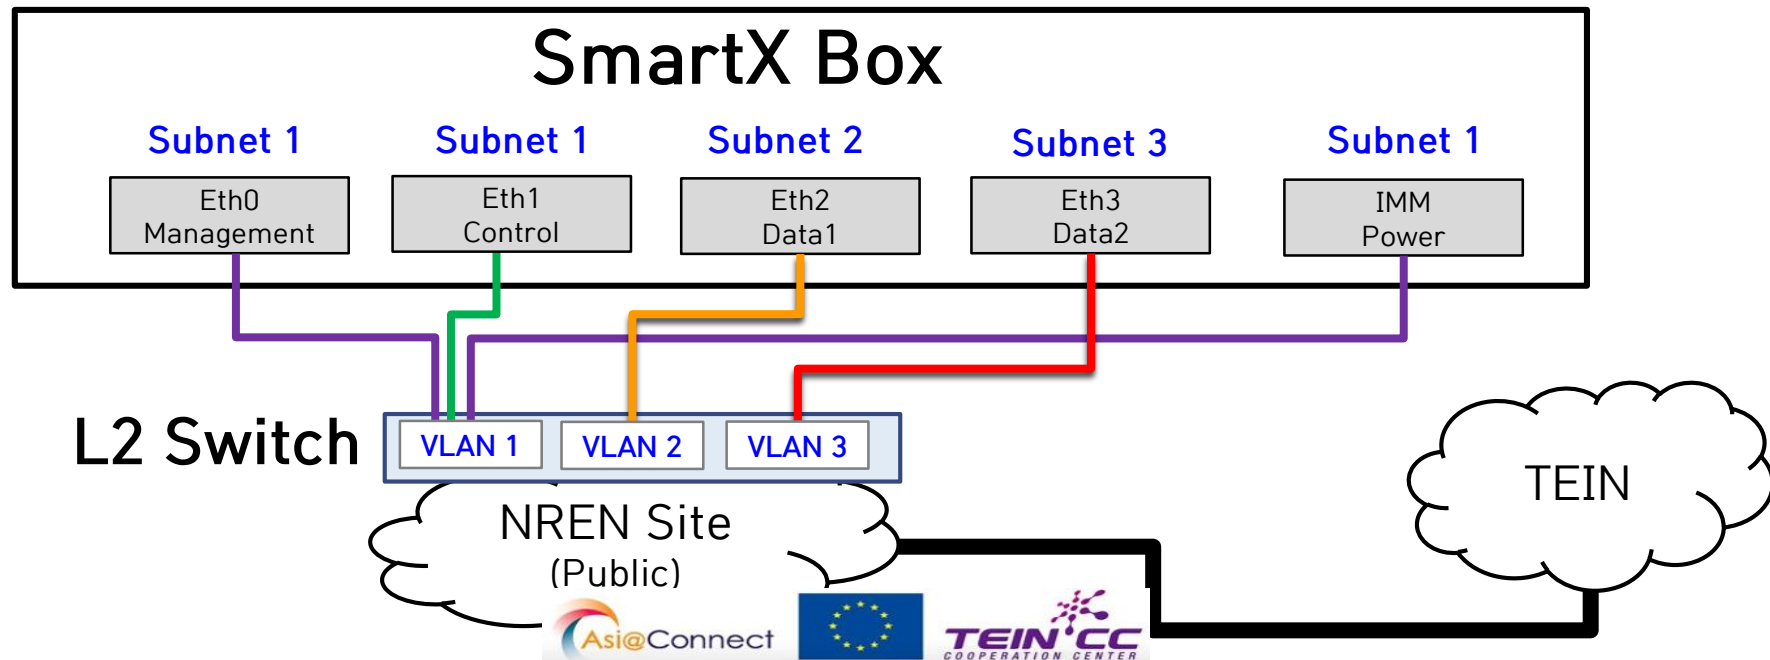 SmartX Box
Subnet 1
Subnet 1
Subnet 2
Subnet 3
Subnet 1
Eth0
Management
Eth1
Control
Eth2
Data1
Eth3
Data2
IMM
Power
L2 Switch
VLAN 1
VLAN 2
VLAN 3
NREN Site
(Public)
TEIN
Asi@Connect
TEIN*CC
COOPERATION CENTER